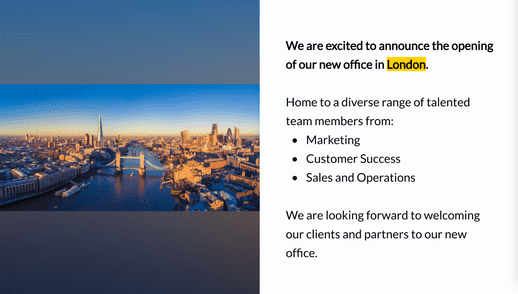 We are excited to announce the opening
of our new office in London.
Home to a diverse range of talented
team members from:
• Marketing
• Customer Success
• Sales and Operations
We are looking forward to welcoming
our clients and partners to our new
office.